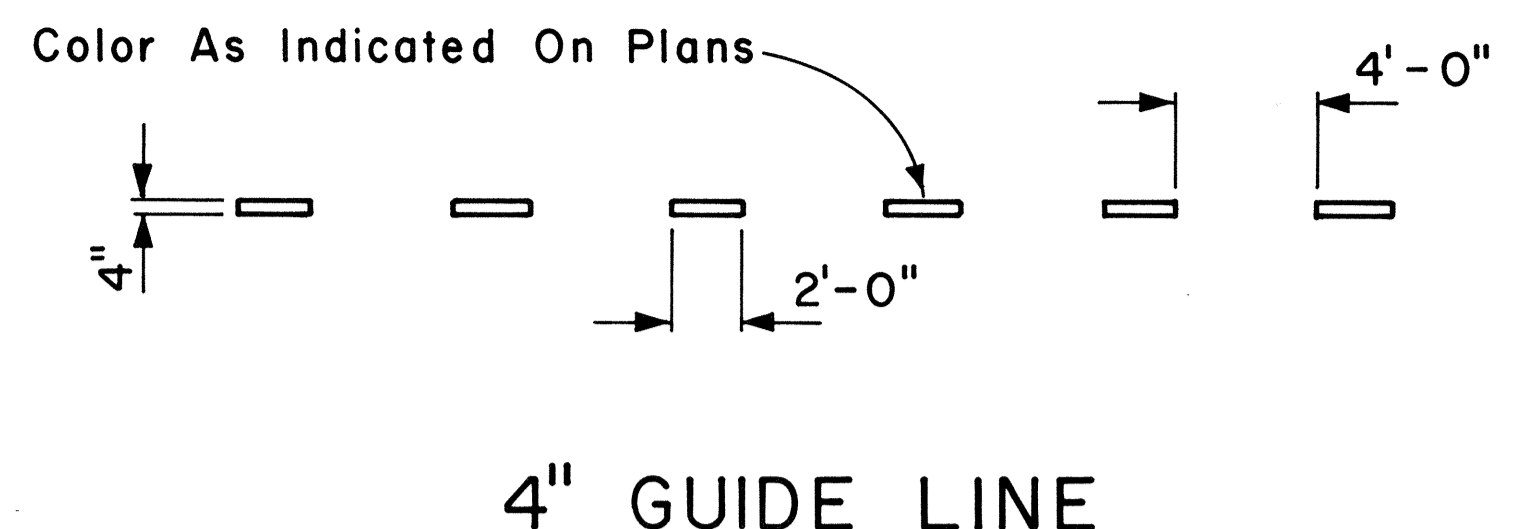 Color As Indicated On Plans
4'-0"
4"
2'-0"
4" GUIDE LINE